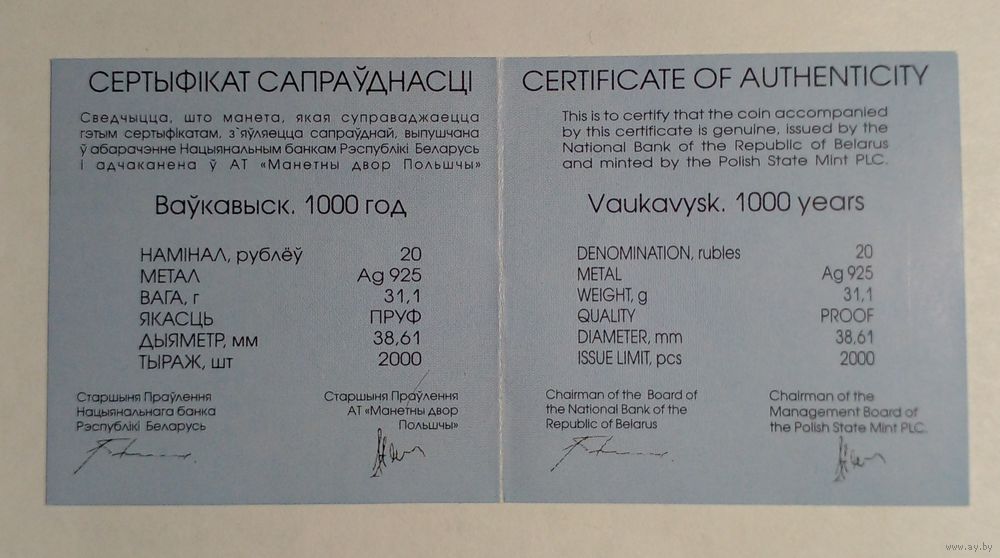 СЕРТЫФІКАТ САПРАЎДНАСЦІ
Сведчыцца, што манета, якая суправаджаецца
гэтым сертыфікатам, з`яўляецца сапраўднай, выпушчана
ў абарачэнне Нацыянальным банкам Рэспублікі Беларусь
і адчаканена ў АТ «Манетны двор Польшчы»
Ваўкавыск. 1000 год
НАМІНАЛ, рублёў 20
МЕТАЛ Ag 925
ВАГА, г 31,1
ЯКАСЦЬ ПРУФ
ДЫЯМЕТР, мм 38,61
ТЫРАЖ, шт 2000
Старшыня Праўлення
Нацыянальнага банка
Рэспублікі Беларусь
Старшыня Праўлення
АТ «Манетны двор
Польшчы»
CERTIFICATE OF AUTHENTICITY
This is to certify that the coin accompanied
by this certificate is genuine, issued by the
National Bank of the Republic of Belarus
and minted by the Polish State Mint PLC.
Vaukavysk. 1000 years
DENOMINATION, rubles 20
METAL Ag 925
WEIGHT, g 31,1
QUALITY PROOF
DIAMETER, mm 38,61
ISSUE LIMIT, pcs 2000
Chairman of the Board of
the National Bank of the
Republic of Belarus
Chairman of the
Management Board of
the Polish State Mint PLC.
www.ay.by